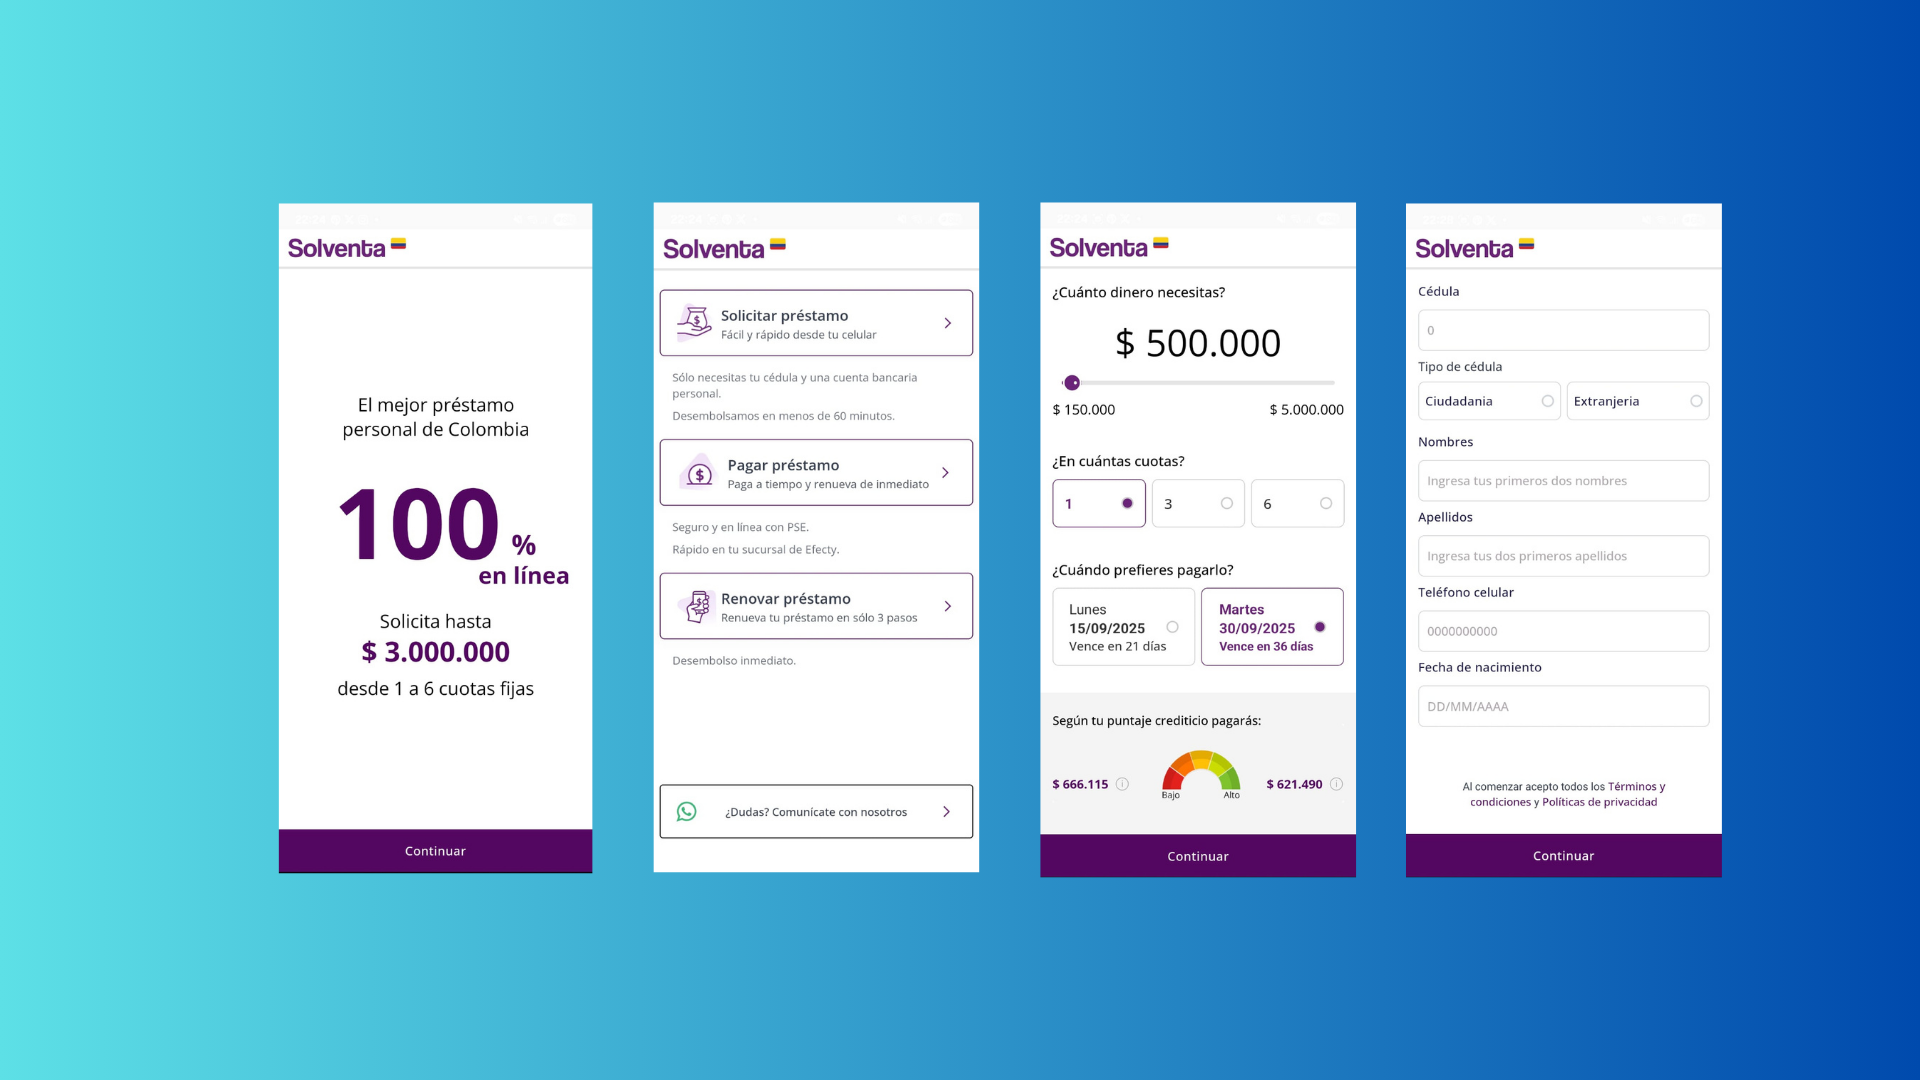 Solventa
El mejor préstamo
personal de Colombia
100 %
en línea
Solicita hasta
$ 3.000.000
desde 1 a 6 cuotas fijas
Continuar
Solventa
Solicitar préstamo
Fácil y rápido desde tu celular
Sólo necesitas tu cédula y una cuenta bancaria
personal.
Desembolsamos en menos de 60 minutos.
Pagar préstamo
Paga a tiempo y renueva de inmediato
Seguro y en línea con PSE.
Rápido en tu sucursal de Efecty.
Renovar préstamo
Renueva tu préstamo en sólo 3 pasos
Desembolso inmediato.
¿Dudas? Comunícate con nosotros
Solventa
¿Cuánto dinero necesitas?
$ 500.000
$ 150.000 $ 5.000.000
¿En cuántas cuotas?
1 3 6
¿Cuándo prefieres pagarlo?
Lunes
15/09/2025
Vence en 21 días
Martes
30/09/2025
Vence en 36 días
Según tu puntaje crediticio pagarás:
$ 666.115 $ 621.490
Bajo Alto
Continuar
Solventa
Cédula
0
Tipo de cédula
Ciudadania Extranjeria
Nombres
Ingresa tus primeros dos nombres
Apellidos
Ingresa tus dos primeros apellidos
Teléfono celular
0000000000
Fecha de nacimiento
DD/MM/AAAA
Al comenzar acepto todos los Términos y
condiciones y Políticas de privacidad
Continuar